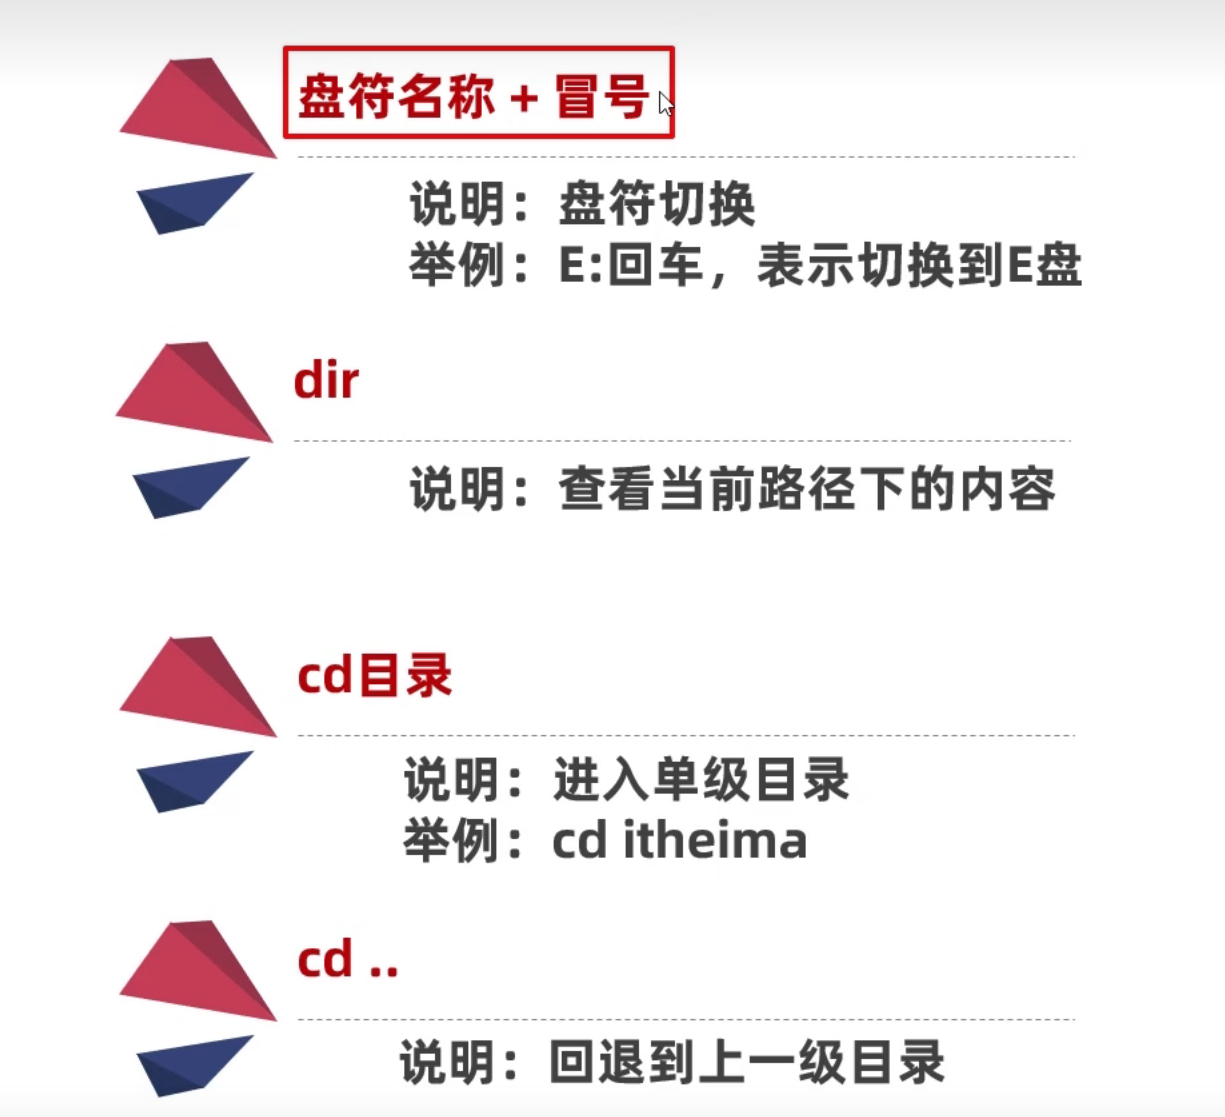 盘符名称 + 冒号
说明：盘符切换
举例：E:回车，表示切换到E盘
dir
说明：查看当前路径下的内容
cd目录
说明：进入单级目录
举例：cd itheima
cd ..
说明：回退到上一级目录